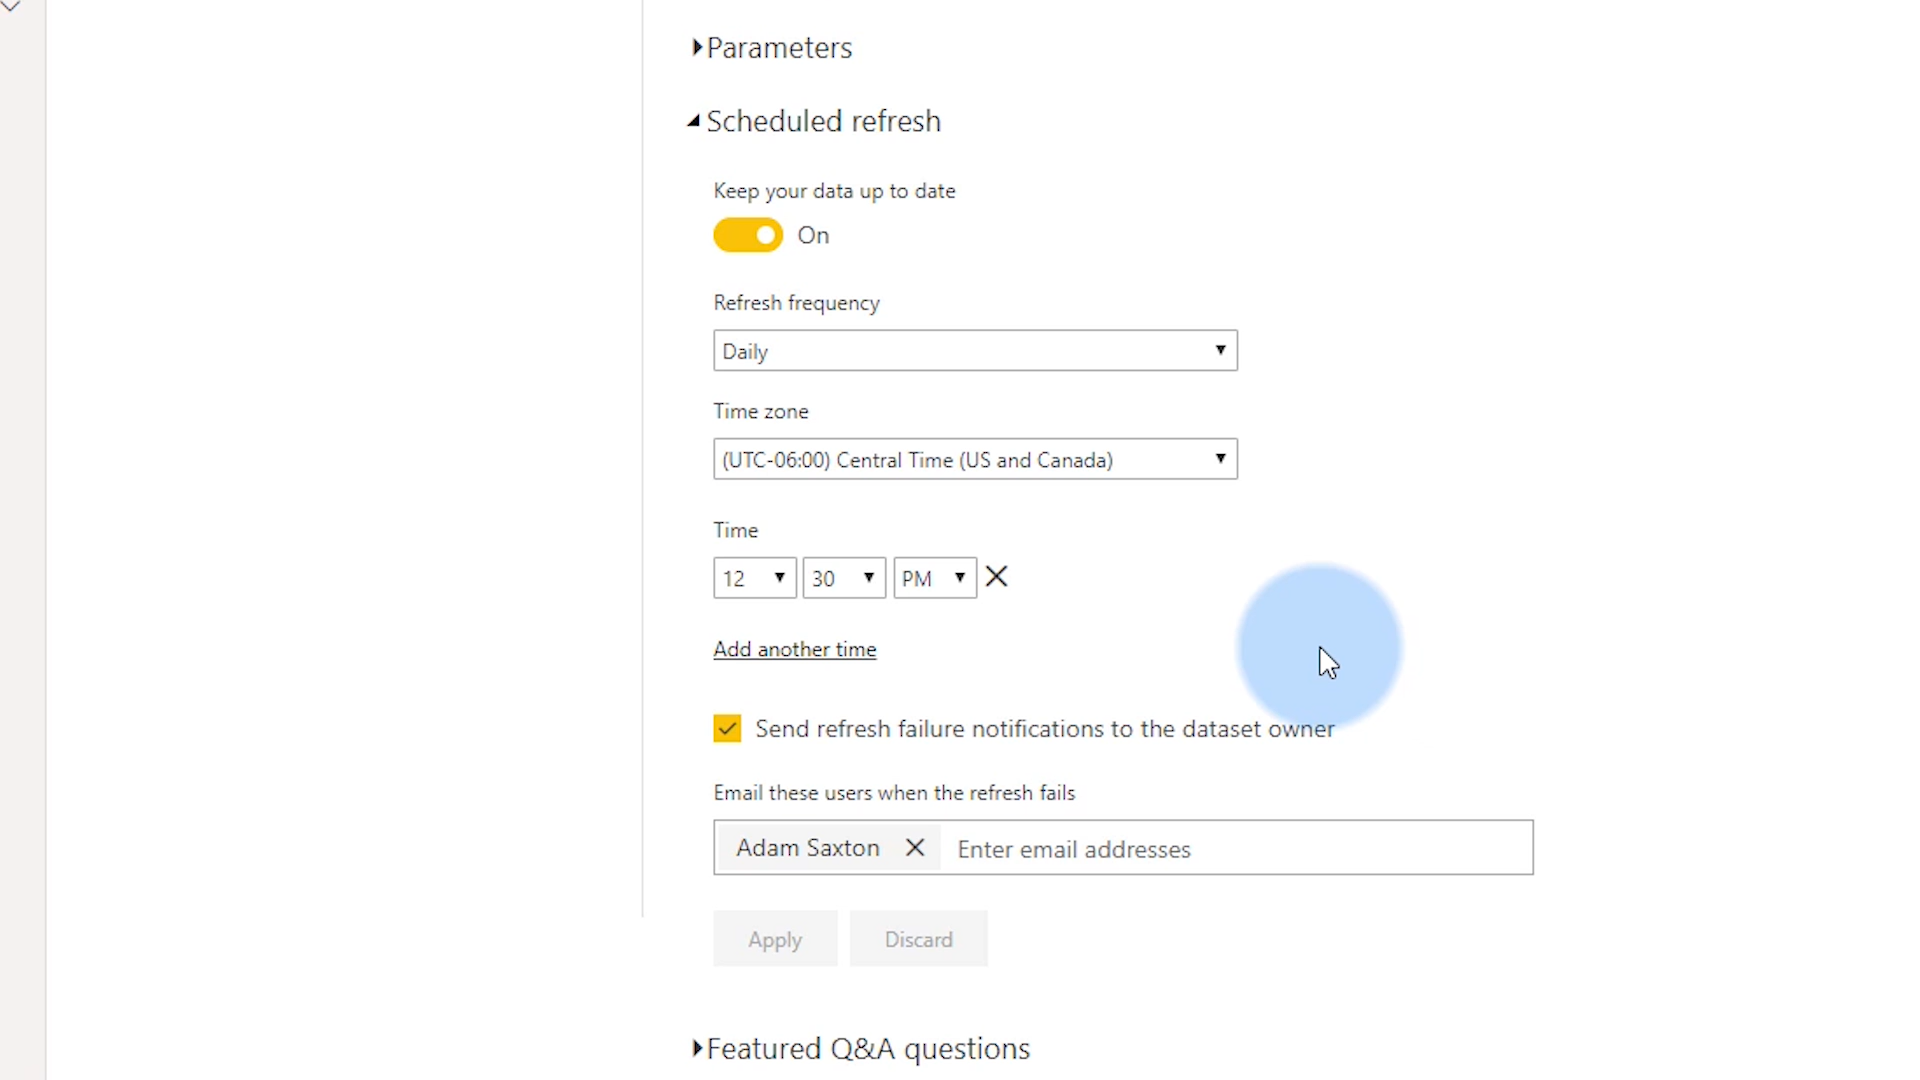 Parameters
Scheduled refresh
Keep your data up to date
On
Refresh frequency
Daily
Time zone
(UTC-06:00) Central Time (US and Canada)
Time
12 30 PM
Add another time
Send refresh failure notifications to the dataset owner
Email these users when the refresh fails
Adam Saxton Enter email addresses
Apply Discard
Featured Q&A questions